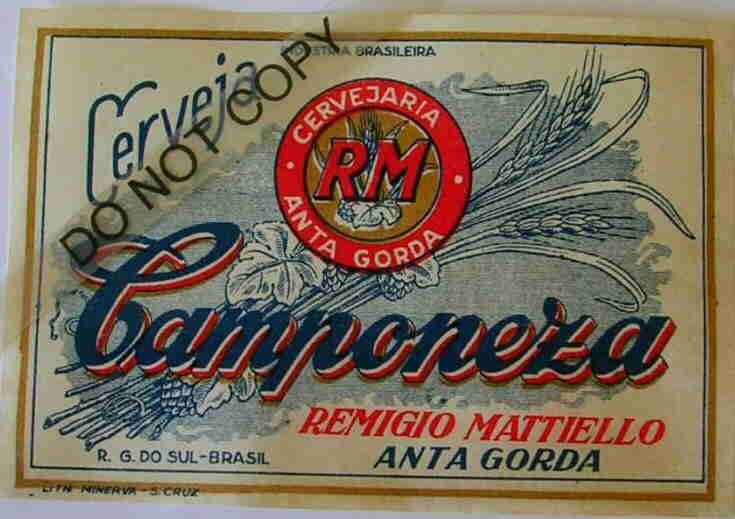 INDUSTRIA BRASILEIRA
Cerveja
DO NOT COPY
CERVEJARIA
RM
ANTA GORDA
Camponeza
REMIGIO MATTIELLO
R. G. DO SUL-BRASIL
ANTA GORDA
LITH. MINERVA - S. CRUZ